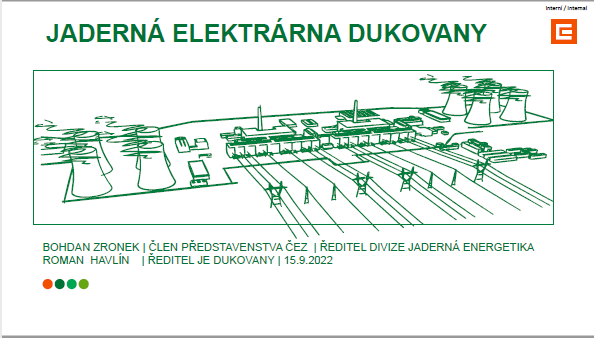 Interní / Internal
JADERNÁ ELEKTRÁRNA DUKOVANY
BOHDAN ZRONEK | ČLEN PŘEDSTAVENSTVA ČEZ | ŘEDITEL DIVIZE JADERNÁ ENERGETIKA
ROMAN HAVLÍN | ŘEDITEL JE DUKOVANY | 15.9.2022